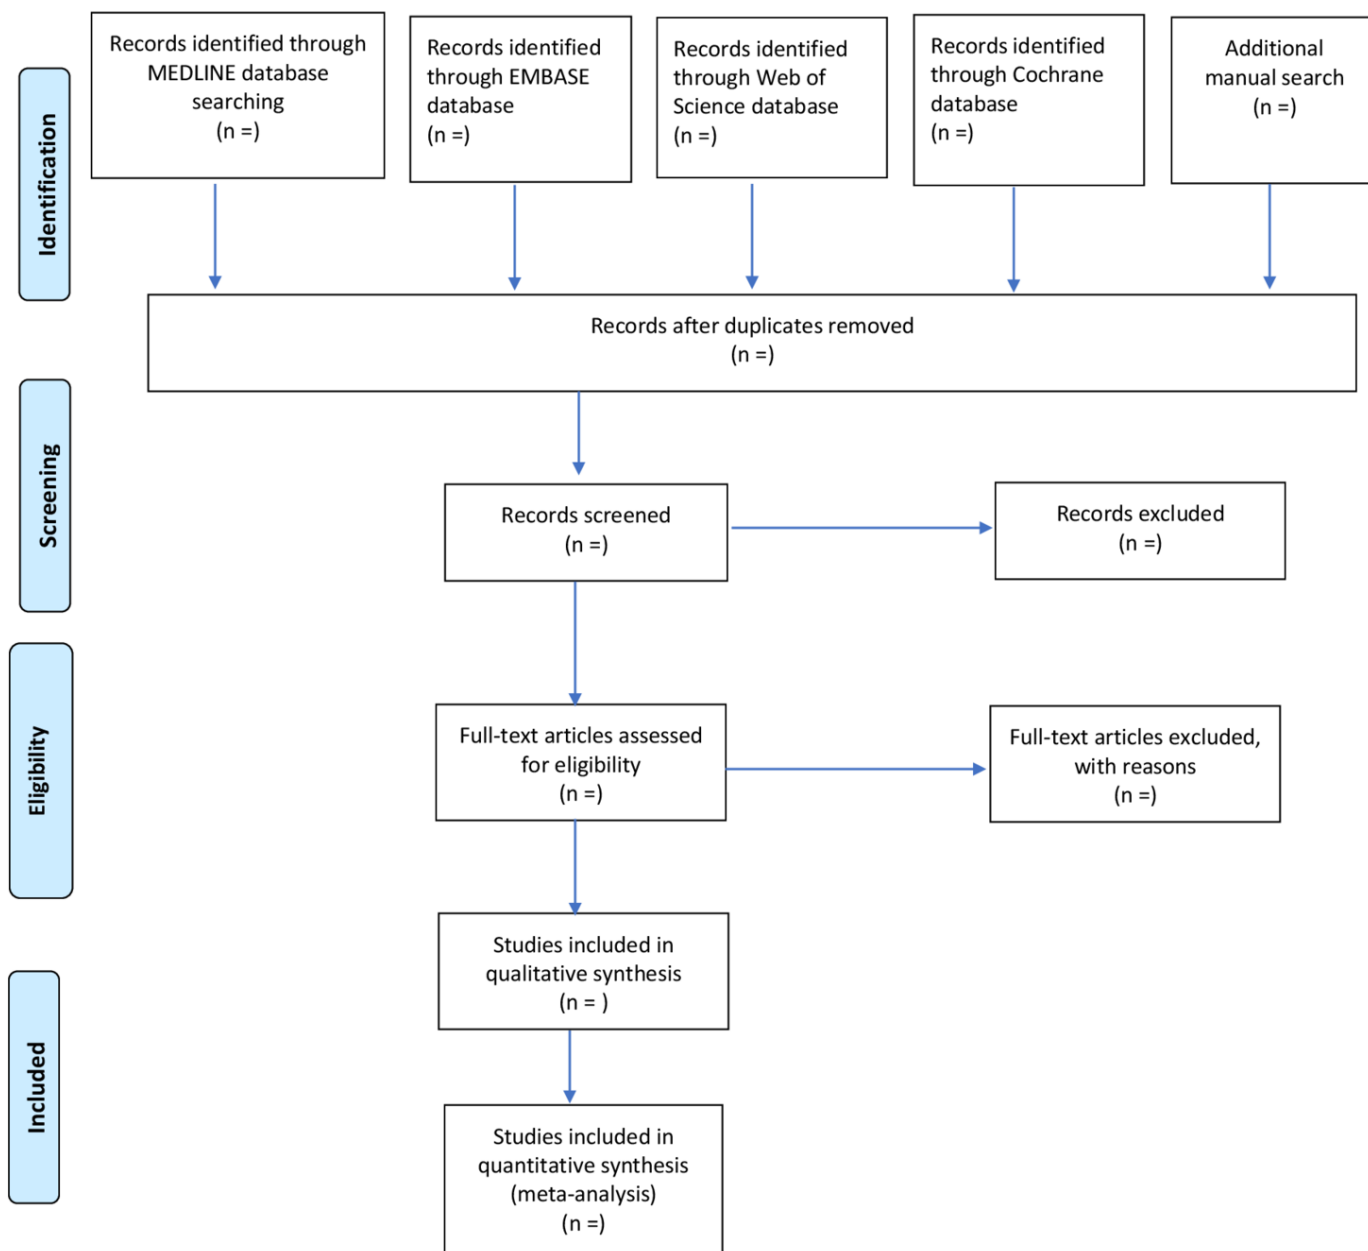 Identification
Records identified through
MEDLINE database
searching
(n =)
Records identified
through EMBASE
database
(n =)
Records identified
through Web of
Science database
(n =)
Records identified
through Cochrane
database
(n =)
Additional
manual search
(n =)
Records after duplicates removed
(n =)
Screening
Records screened
(n =)
Records excluded
(n =)
Eligibility
Full-text articles assessed
for eligibility
(n =)
Full-text articles excluded,
with reasons
(n =)
Included
Studies included in
qualitative synthesis
(n = )
Studies included in
quantitative synthesis
(meta-analysis)
(n =)